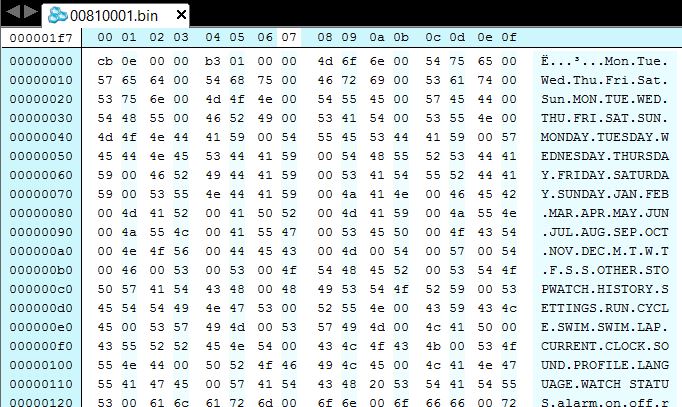 00810001.bin
000001f7 00 01 02 03 04 05 06 07 08 09 0a 0b 0c 0d 0e 0f
00000000 cb 0e 00 00 b3 01 00 00 4d 6f 6e 00 54 75 65 00 Ë...³...Mon.Tue.
00000010 57 65 64 00 54 68 75 00 46 72 69 00 53 61 74 00 Wed.Thu.Fri.Sat.
00000020 53 75 6e 00 4d 4f 4e 00 54 55 45 00 57 45 44 00 Sun.MON.TUE.WED.
00000030 54 48 55 00 46 52 49 00 53 41 54 00 53 55 4e 00 THU.FRI.SAT.SUN.
00000040 4d 4f 4e 44 41 59 00 54 55 45 53 44 41 59 00 57 MONDAY.TUESDAY.W
00000050 45 44 4e 45 53 44 41 59 00 54 48 55 52 53 44 41 EDNESDAY.THURSDA
00000060 59 00 46 52 49 44 41 59 00 53 41 54 55 52 44 41 Y.FRIDAY.SATURDA
00000070 59 00 53 55 4e 44 41 59 00 4a 41 4e 00 46 45 42 Y.SUNDAY.JAN.FEB
00000080 00 4d 41 52 00 41 50 52 00 4d 41 59 00 4a 55 4e .MAR.APR.MAY.JUN
00000090 00 4a 55 4c 00 41 55 47 00 53 45 50 00 4f 43 54 .JUL.AUG.SEP.OCT
000000a0 00 4e 4f 56 00 44 45 43 00 4d 00 54 00 57 00 54 .NOV.DEC.M.T.W.T
000000b0 00 46 00 53 00 53 00 4f 54 48 45 52 00 53 54 4f .F.S.S.OTHER.STO
000000c0 50 57 41 54 43 48 00 48 49 53 54 4f 52 59 00 53 PWATCH.HISTORY.S
000000d0 45 54 54 49 4e 47 53 00 52 55 4e 00 43 59 43 4c ETTINGS.RUN.CYCL
000000e0 45 00 53 57 49 4d 00 53 57 49 4d 00 4c 41 50 00 E.SWIM.SWIM.LAP.
000000f0 43 55 52 52 45 4e 54 00 43 4c 4f 43 4b 00 53 4f CURRENT.CLOCK.SO
00000100 55 4e 44 00 50 52 4f 46 49 4c 45 00 4c 41 4e 47 UND.PROFILE.LANG
00000110 55 41 47 45 00 57 41 54 43 48 20 53 54 41 54 55 UAGE.WATCH STATU
00000120 53 00 61 6c 61 72 6d 00 6f 6e 00 6f 66 66 00 72 S.alarm.on.off.r